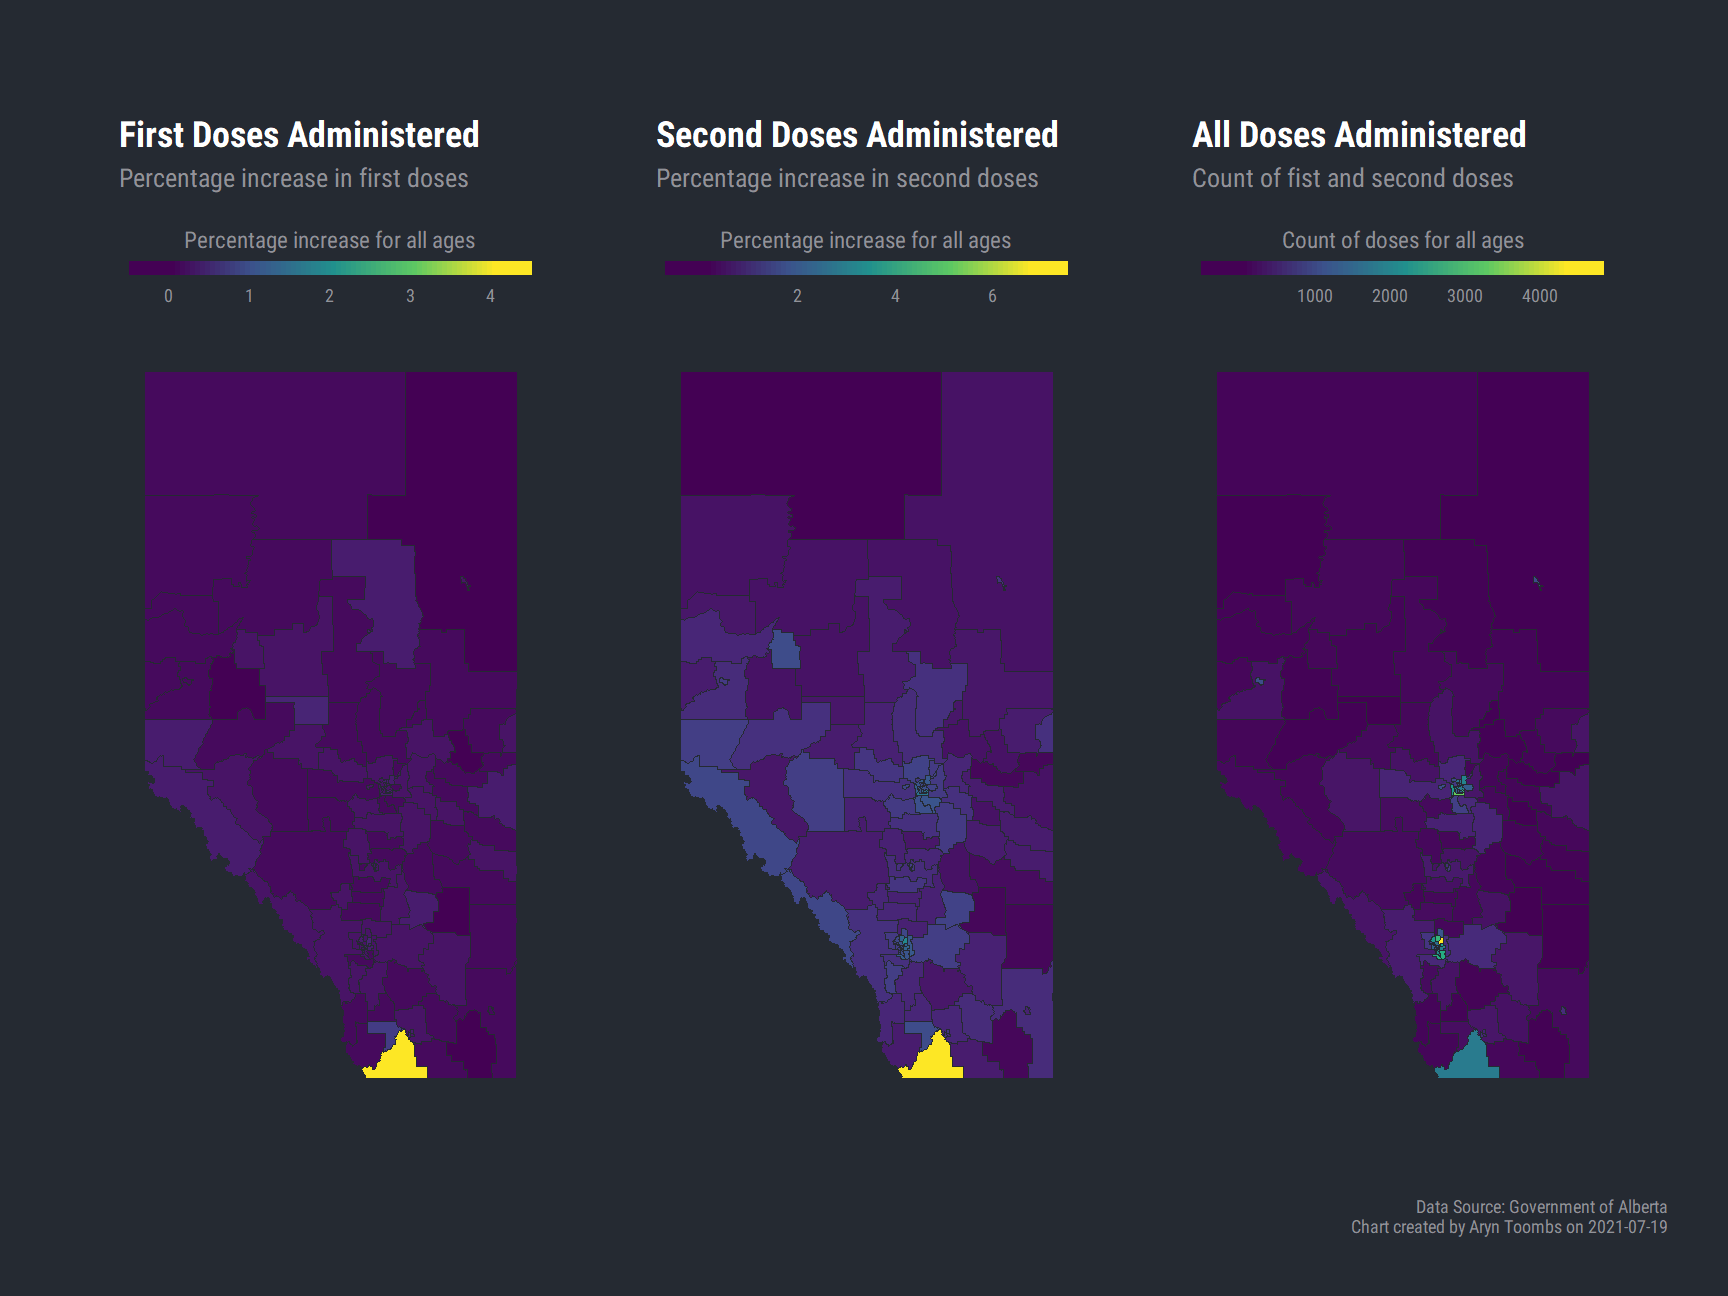 First Doses Administered
Percentage increase in first doses
Percentage increase for all ages
0 1 2 3 4
Second Doses Administered
Percentage increase in second doses
Percentage increase for all ages
2 4 6
All Doses Administered
Count of fist and second doses
Count of doses for all ages
1000 2000 3000 4000
Data Source: Government of Alberta
Chart created by Aryn Toombs on 2021-07-19